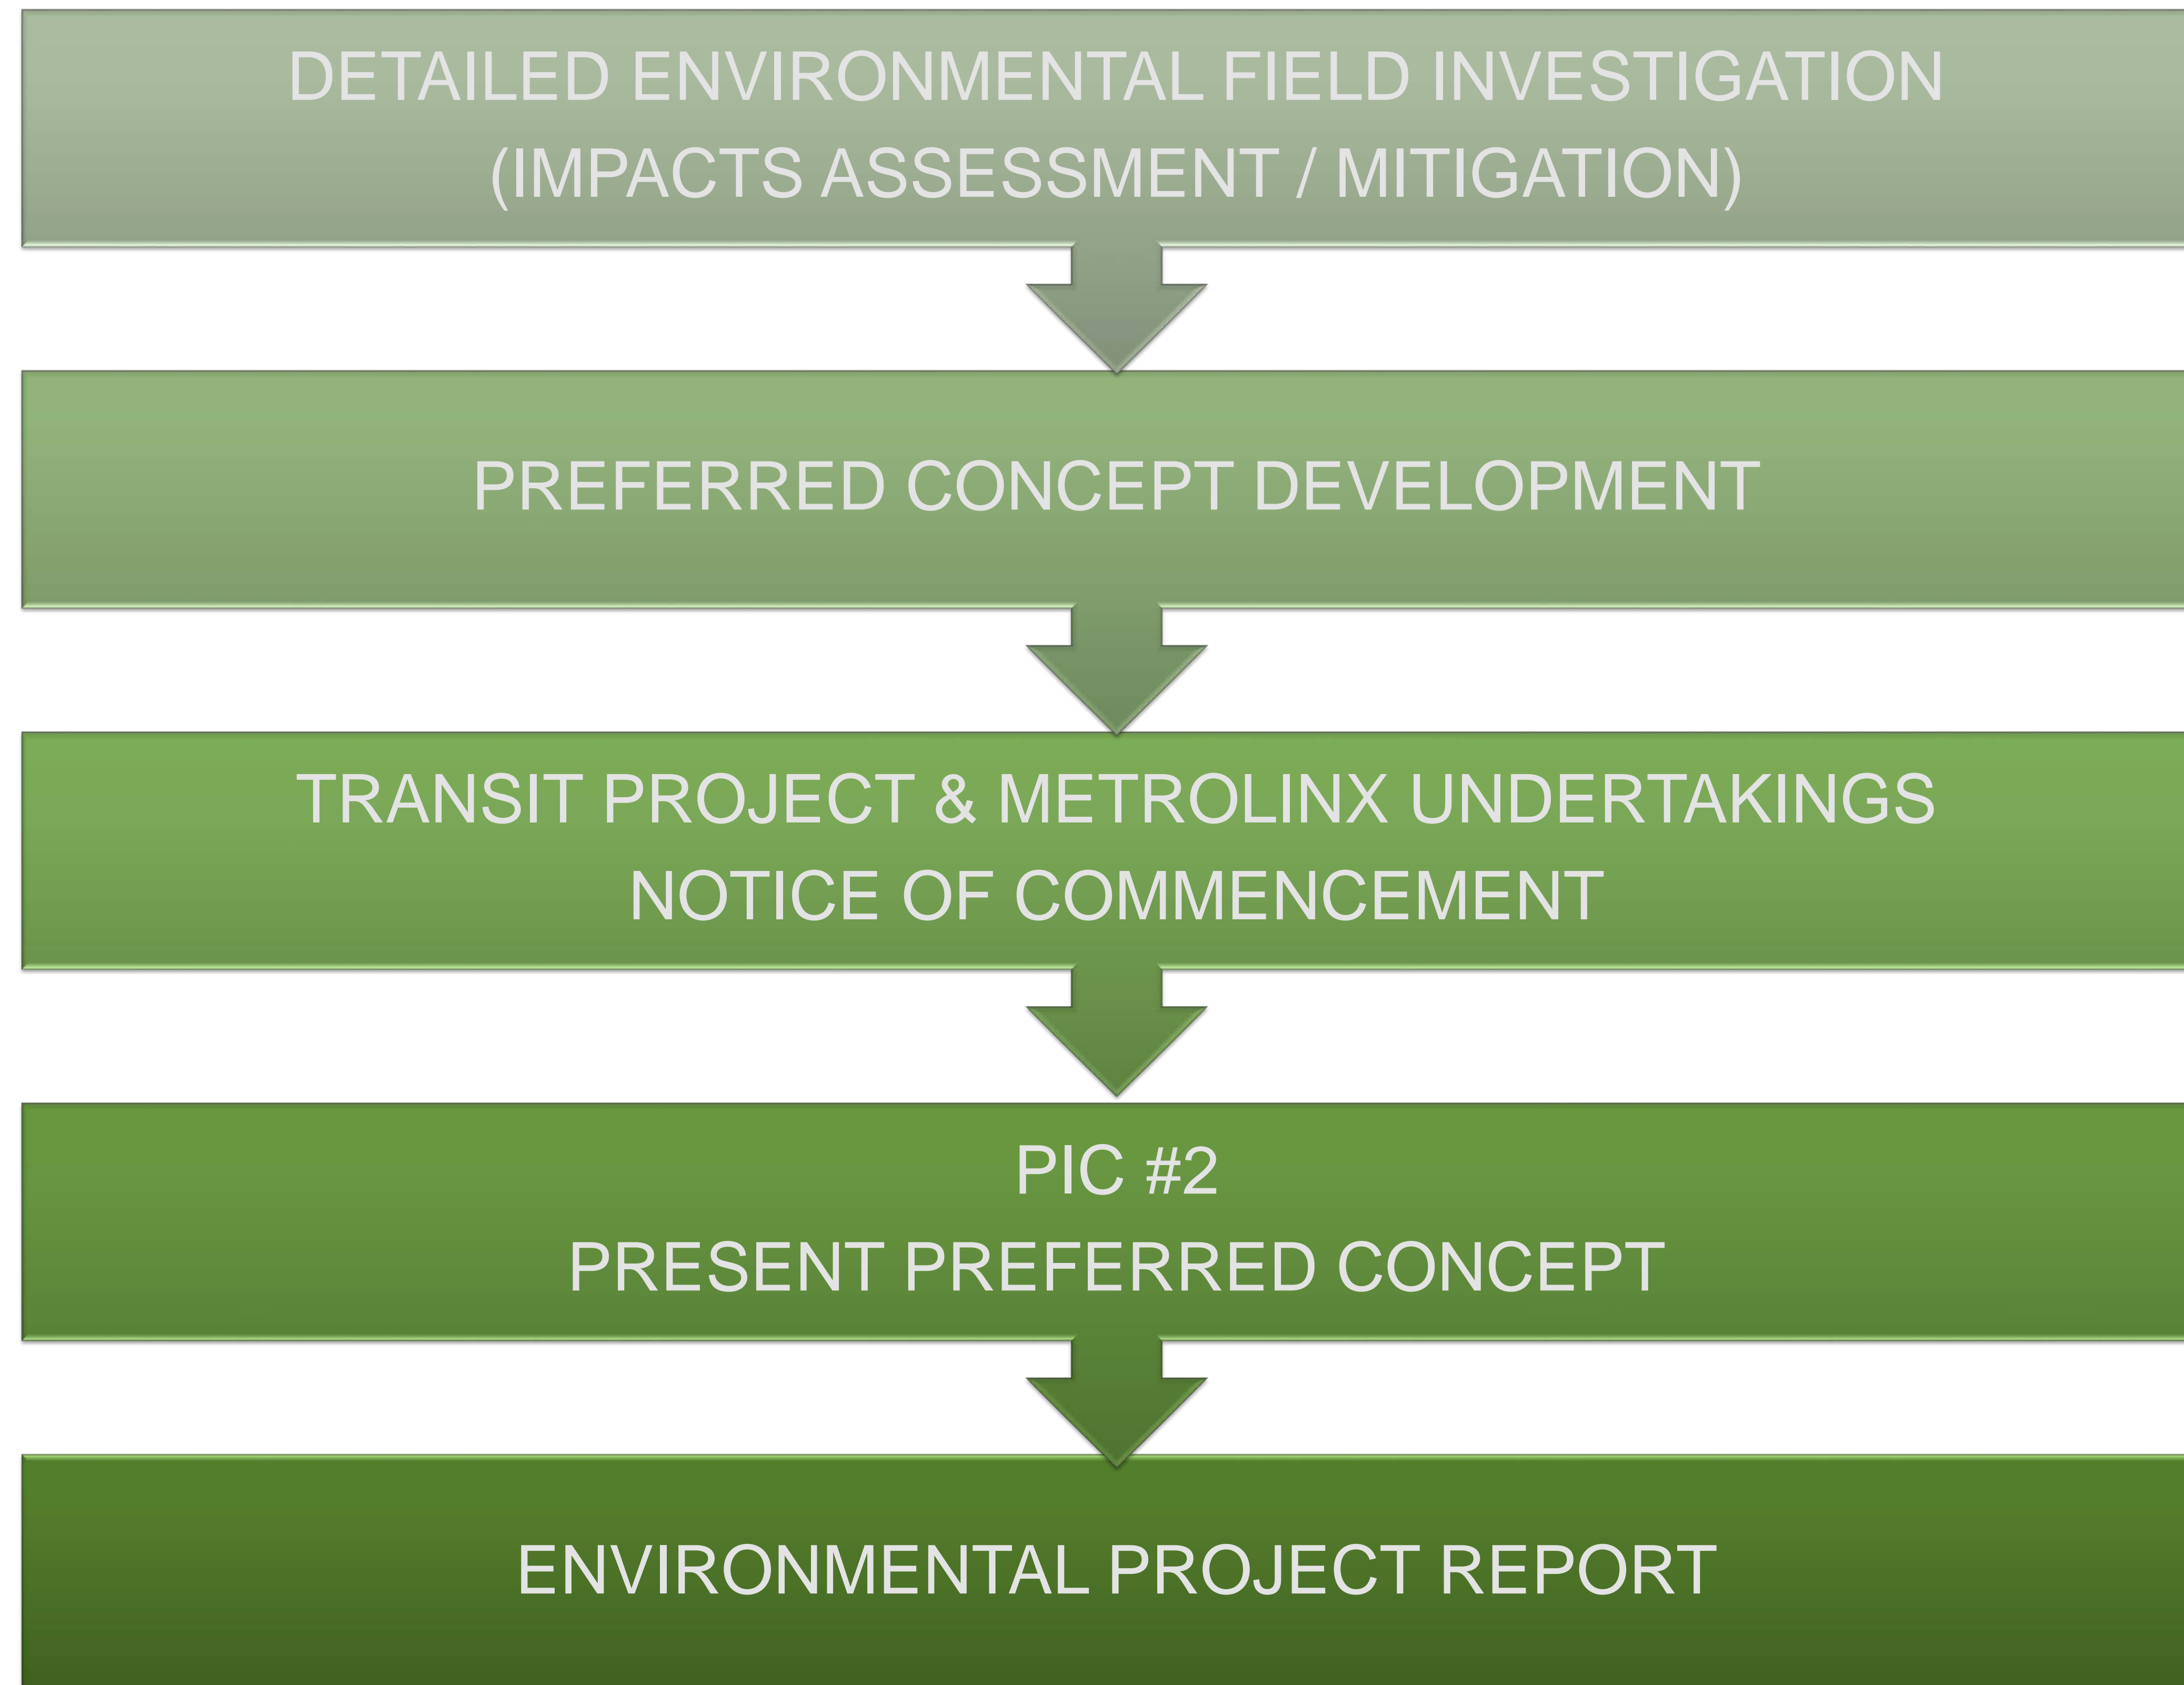 DETAILED ENVIRONMENTAL FIELD INVESTIGATION
(IMPACTS ASSESSMENT / MITIGATION)
PREFERRED CONCEPT DEVELOPMENT
TRANSIT PROJECT & METROLINX UNDERTAKINGS
NOTICE OF COMMENCEMENT
PIC #2
PRESENT PREFERRED CONCEPT
ENVIRONMENTAL PROJECT REPORT